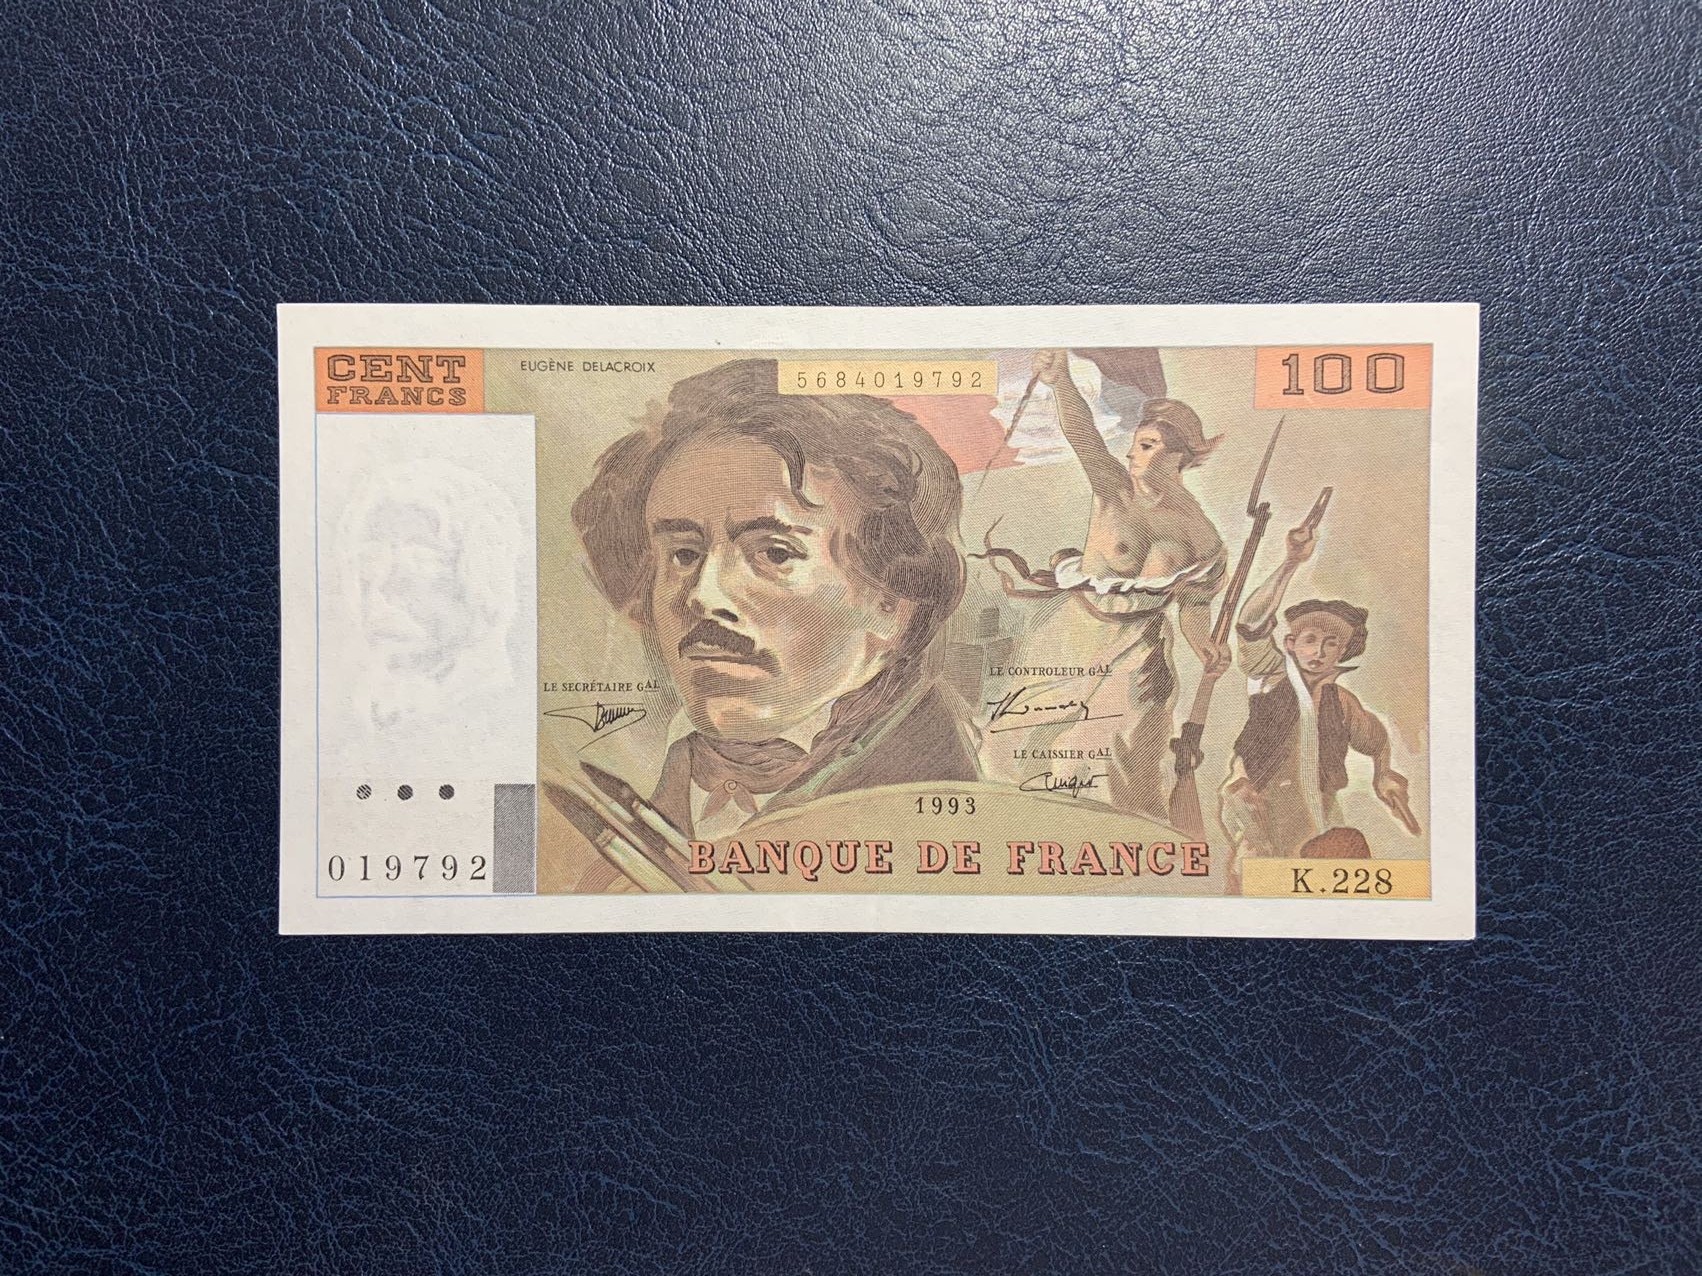 CENT
FRANCS
EUGÈNE DELACROIX
5684019792
100
LE SECRÉTAIRE GAL
LE CONTROLEUR GAL
LE CAISSIER GAL
1993
BANQUE DE FRANCE
019792
K.228